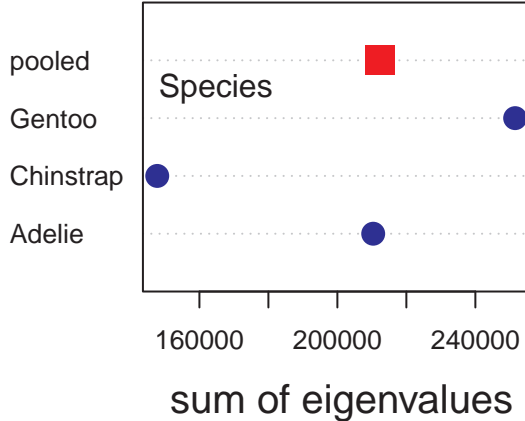 pooled
Species
Gentoo
Chinstrap
Adelie
160000 200000 240000
sum of eigenvalues